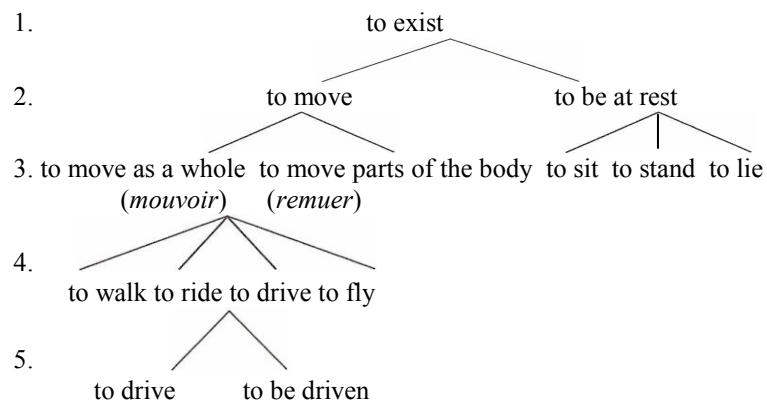 1. to exist
2. to move to be at rest
3. to move as a whole to move parts of the body to sit to stand to lie
(mouvoir) (remuer)
4.
to walk to ride to drive to fly
5.
to drive to be driven